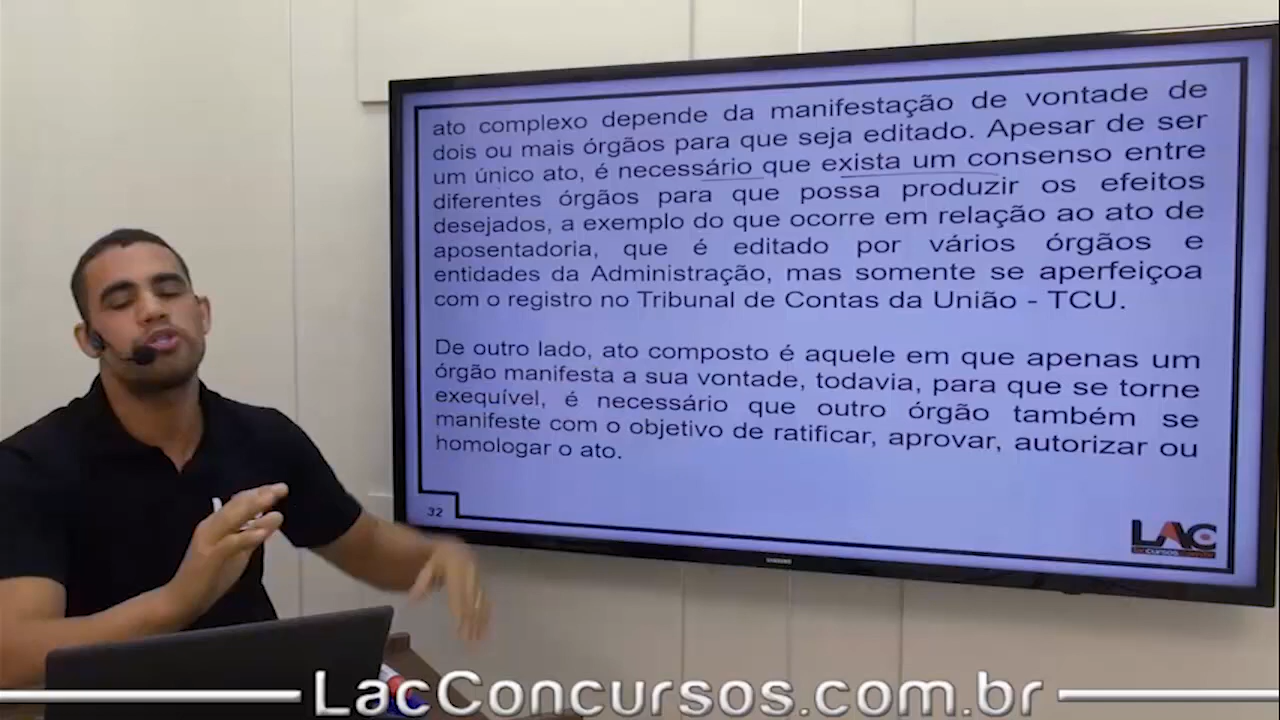 ato complexo depende da manifestação de vontade de
dois ou mais órgãos para que seja editado. Apesar de ser
um único ato, é necessário que exista um consenso entre
diferentes órgãos para que possa produzir os efeitos
desejados, a exemplo do que ocorre em relação ao ato de
aposentadoria, que é editado por vários órgãos e
entidades da Administração, mas somente se aperfeiçoa
com o registro no Tribunal de Contas da União - TCU.
De outro lado, ato composto é aquele em que apenas um
órgão manifesta a sua vontade, todavia, para que se torne
exequível, é necessário que outro órgão também se
manifeste com o objetivo de ratificar, aprovar, autorizar ou
homologar o ato.
32
LAC
SAMSUNG
LacConcursos.com.br